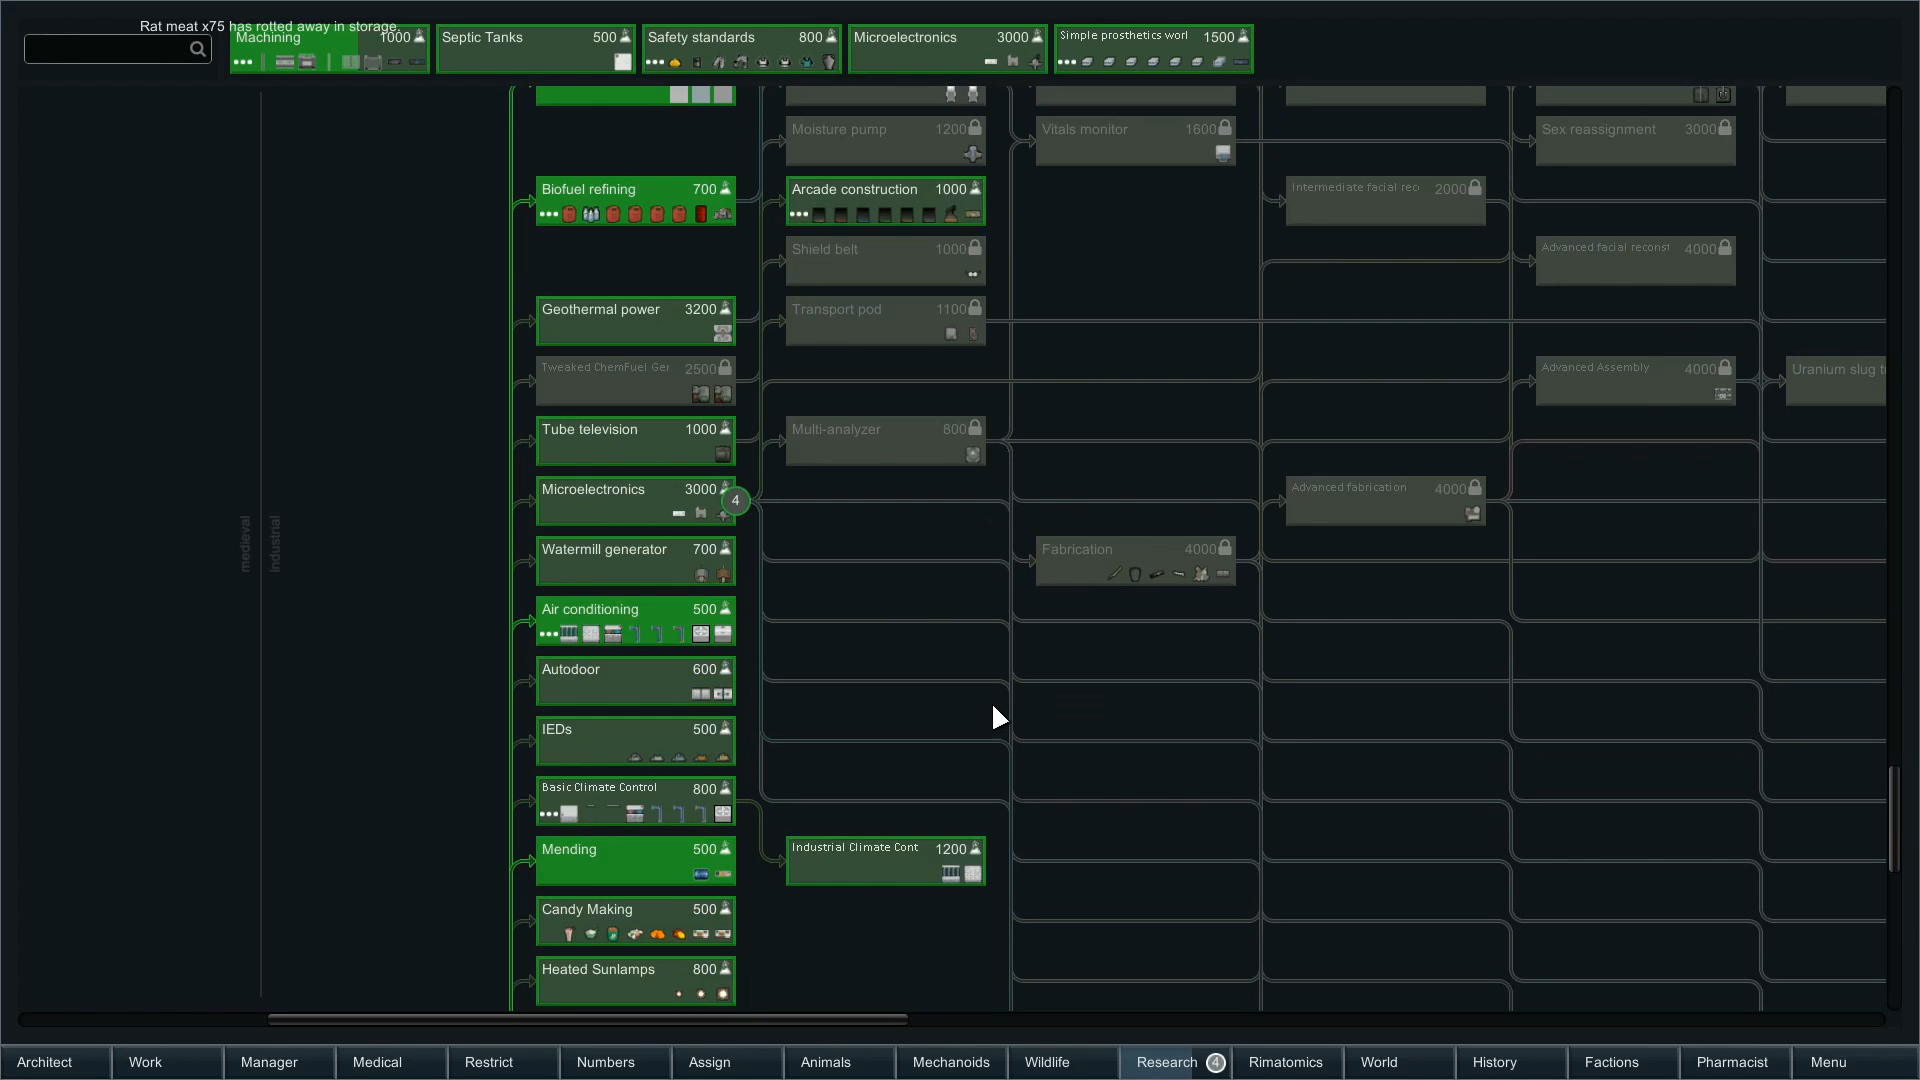 Rat meat x75 has rotted away in storage.
Machining 1000
Septic Tanks 500
Safety standards 800
Microelectronics 3000
Simple prosthetics worl 1500
Moisture pump 1200
Vitals monitor 1600
Sex reassignment 3000
Biofuel refining 700
Arcade construction 1000
Intermediate facial rec 2000
Shield belt 1000
Advanced facial reconst 4000
Geothermal power 3200
Transport pod 1100
Tweaked ChemFuel Ger 2500
Advanced Assembly 4000
Uranium slug t
Tube television 1000
Multi-analyzer 800
Microelectronics 3000
4
Advanced fabrication 4000
medieval
industrial
Watermill generator 700
Fabrication 4000
Air conditioning 500
Autodoor 600
IEDs 500
Basic Climate Control 800
Mending 500
Industrial Climate Cont 1200
Candy Making 500
Heated Sunlamps 800
Architect
Work
Manager
Medical
Restrict
Numbers
Assign
Animals
Mechanoids
Wildlife
Research 4
Rimatomics
World
History
Factions
Pharmacist
Menu